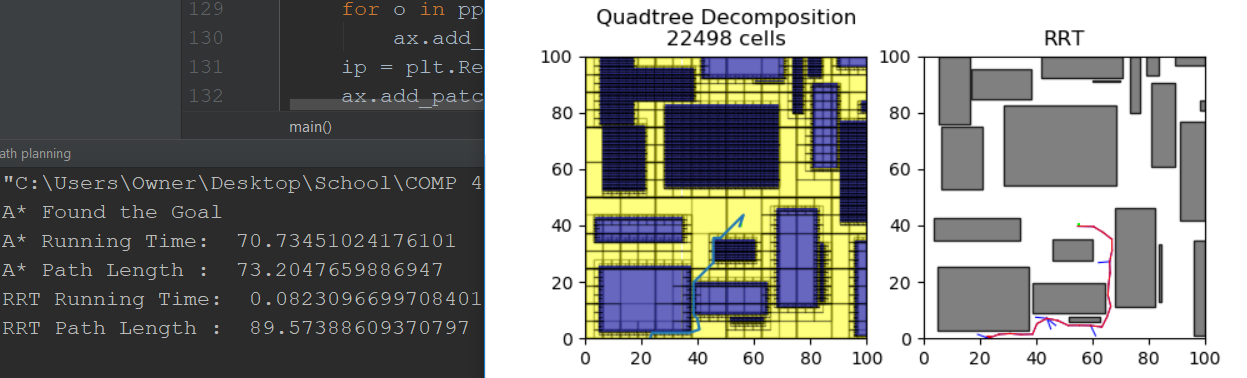 129 for o in pp
130 ax.add_
131 ip = plt.Re
132 ax.add_patc
main()
ath planning
"C:\Users\Owner\Desktop\School\COMP 4
A* Found the Goal
A* Running Time:  70.73451024176101
A* Path Length :  73.2047659886947
RRT Running Time:  0.0823096699708401
RRT Path Length :  89.57388609370797
Quadtree Decomposition
22498 cells
100
80
60
40
20
0
0 20 40 60 80 100
RRT
100
80
60
40
20
0
0 20 40 60 80 100